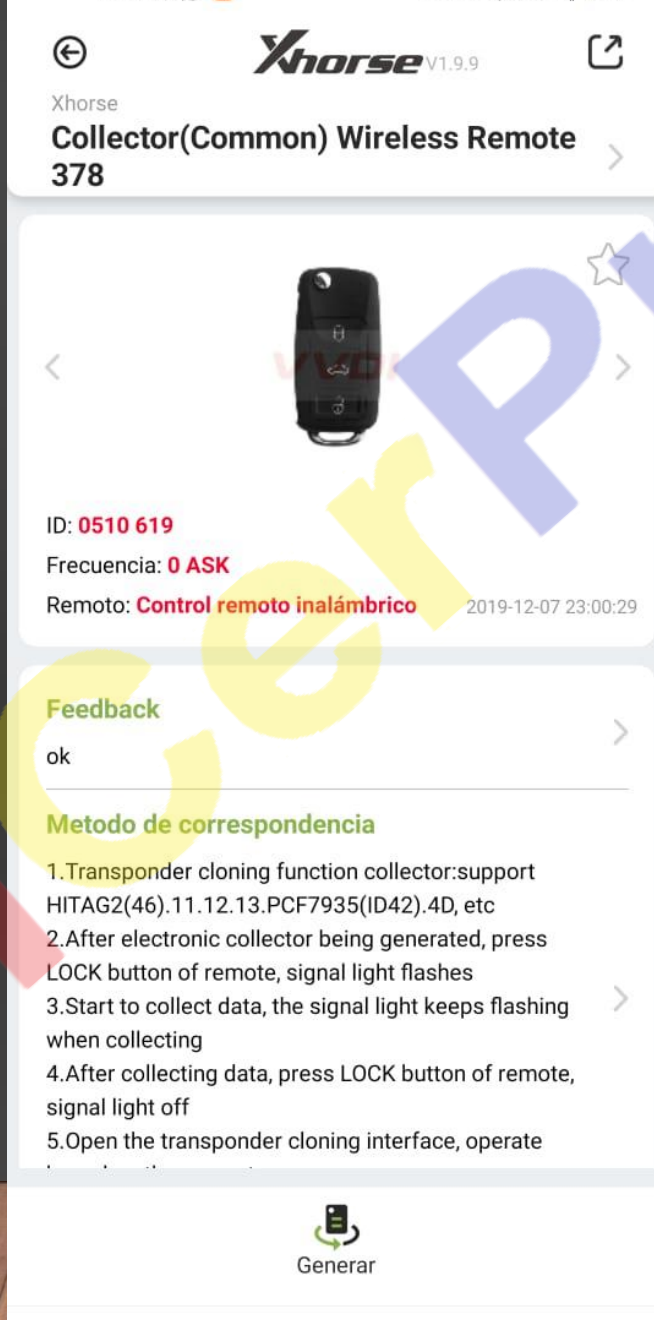 Xhorse V1.9.9
Xhorse
Collector(Common) Wireless Remote
378
VVDI
ID: 0510 619
Frecuencia: 0 ASK
Remoto: Control remoto inalámbrico 2019-12-07 23:00:29
Feedback
ok
Metodo de correspondencia
1.Transponder cloning function collector:support
HITAG2(46).11.12.13.PCF7935(ID42).4D, etc
2.After electronic collector being generated, press
LOCK button of remote, signal light flashes
3.Start to collect data, the signal light keeps flashing
when collecting
4.After collecting data, press LOCK button of remote,
signal light off
5.Open the transponder cloning interface, operate
Generar